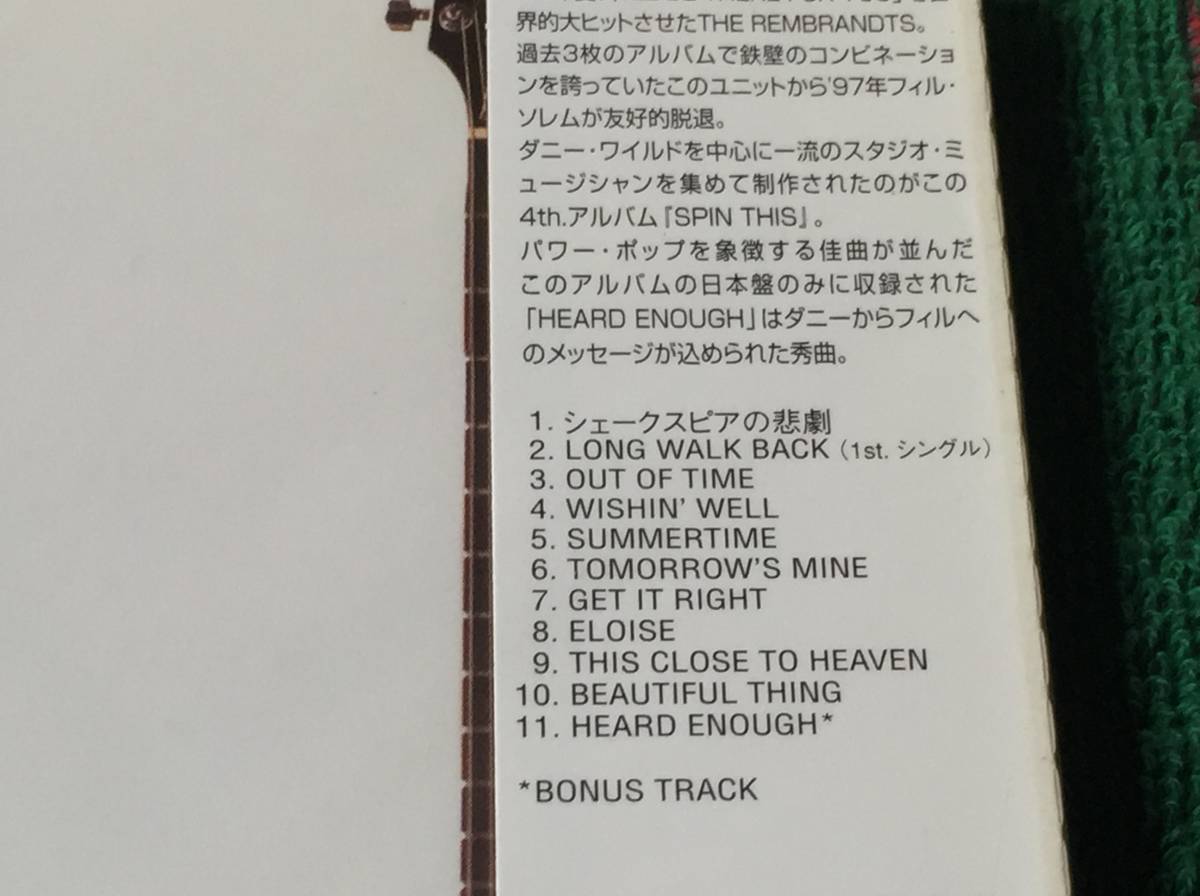 界的大ヒットさせたTHE REMBRANDTS。
過去3枚のアルバムで鉄壁のコンビネーショ
ンを誇っていたこのユニットから'97年フィル・
ソレムが友好的脱退。
ダニー・ワイルドを中心に一流のスタジオ・ミ
ュージシャンを集めて制作されたのがこの
4th.アルバム『SPIN THIS』。
パワー・ポップを象徴する佳曲が並んだ
このアルバムの日本盤のみに収録された
「HEARD ENOUGH」はダニーからフィルへ
のメッセージが込められた秀曲。
1. シェークスピアの悲劇
2. LONG WALK BACK (1st. シングル)
3. OUT OF TIME
4. WISHIN' WELL
5. SUMMERTIME
6. TOMORROW'S MINE
7. GET IT RIGHT
8. ELOISE
9. THIS CLOSE TO HEAVEN
10. BEAUTIFUL THING
11. HEARD ENOUGH*
*BONUS TRACK